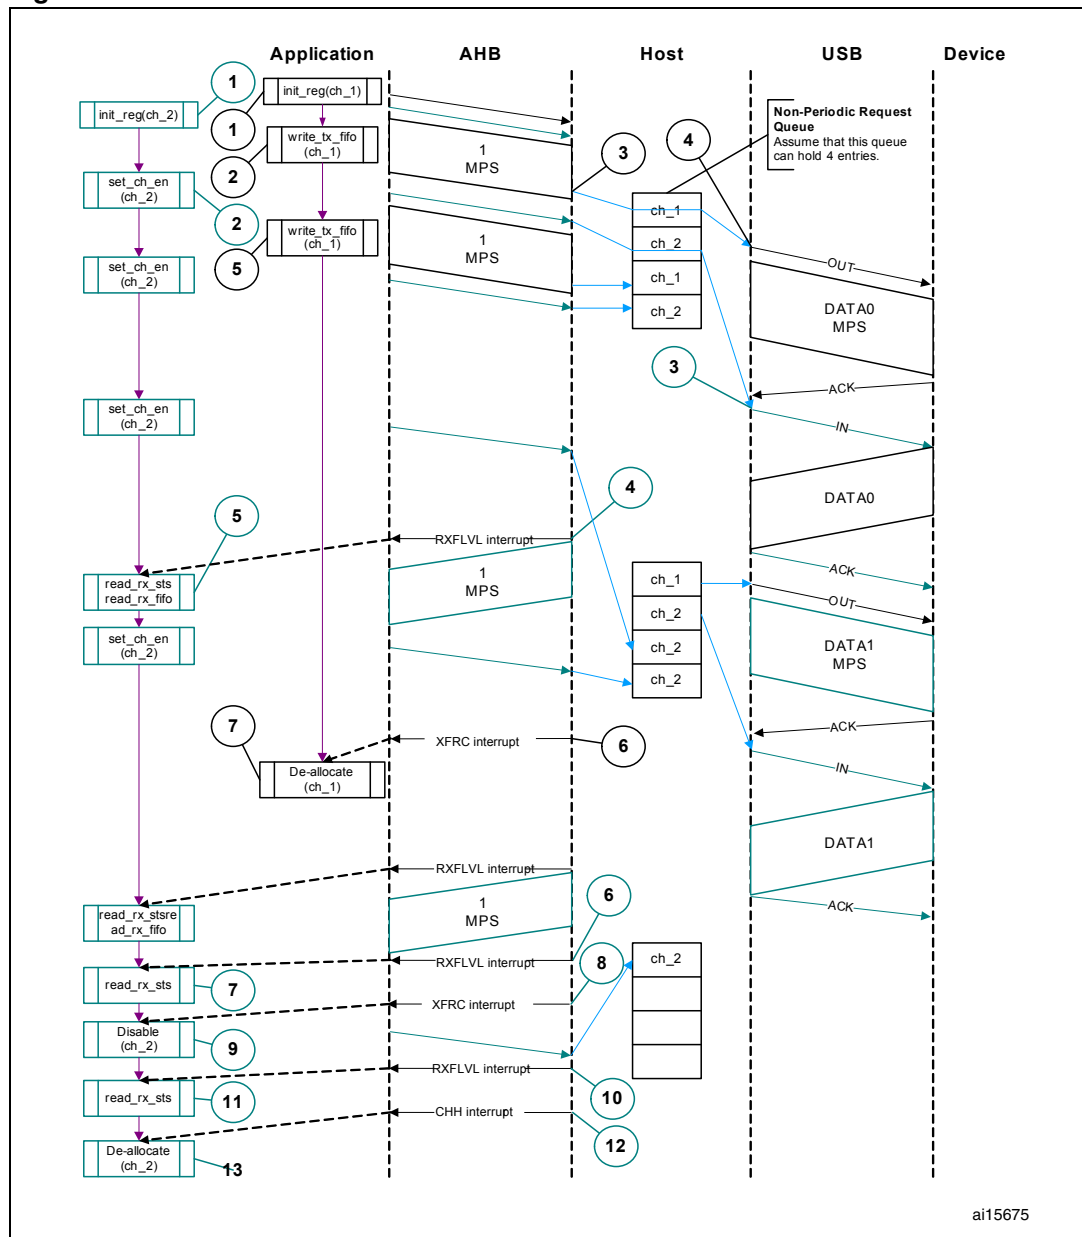 Application AHB Host USB Device
1
init_reg(ch_1)
init_reg(ch_2)
1
Non-Periodic Request
Queue
Assume that this queue
can hold 4 entries.
write_tx_fifo
(ch_1)
1
MPS
3
4
2
set_ch_en
(ch_2)
2
ch_1
write_tx_fifo
(ch_1)
1
MPS
ch_2
5
set_ch_en
(ch_2)
ch_1
OUT
ch_2
DATA0
MPS
3
ACK
set_ch_en
(ch_2)
IN
4
DATA0
5
RXFLVL interrupt
read_rx_sts
read_rx_fifo
1
MPS
ch_1
ACK
OUT
ch_2
set_ch_en
(ch_2)
ch_2
DATA1
MPS
ch_2
7
ACK
XFRC interrupt
6
De-allocate
(ch_1)
IN
DATA1
RXFLVL interrupt
6
read_rx_stsre
ad_rx_fifo
1
MPS
ACK
RXFLVL interrupt
8
ch_2
read_rx_sts
7
XFRC interrupt
Disable
(ch_2)
9
RXFLVL interrupt
10
read_rx_sts
11
CHH interrupt
12
De-allocate
(ch_2)
13
ai15675